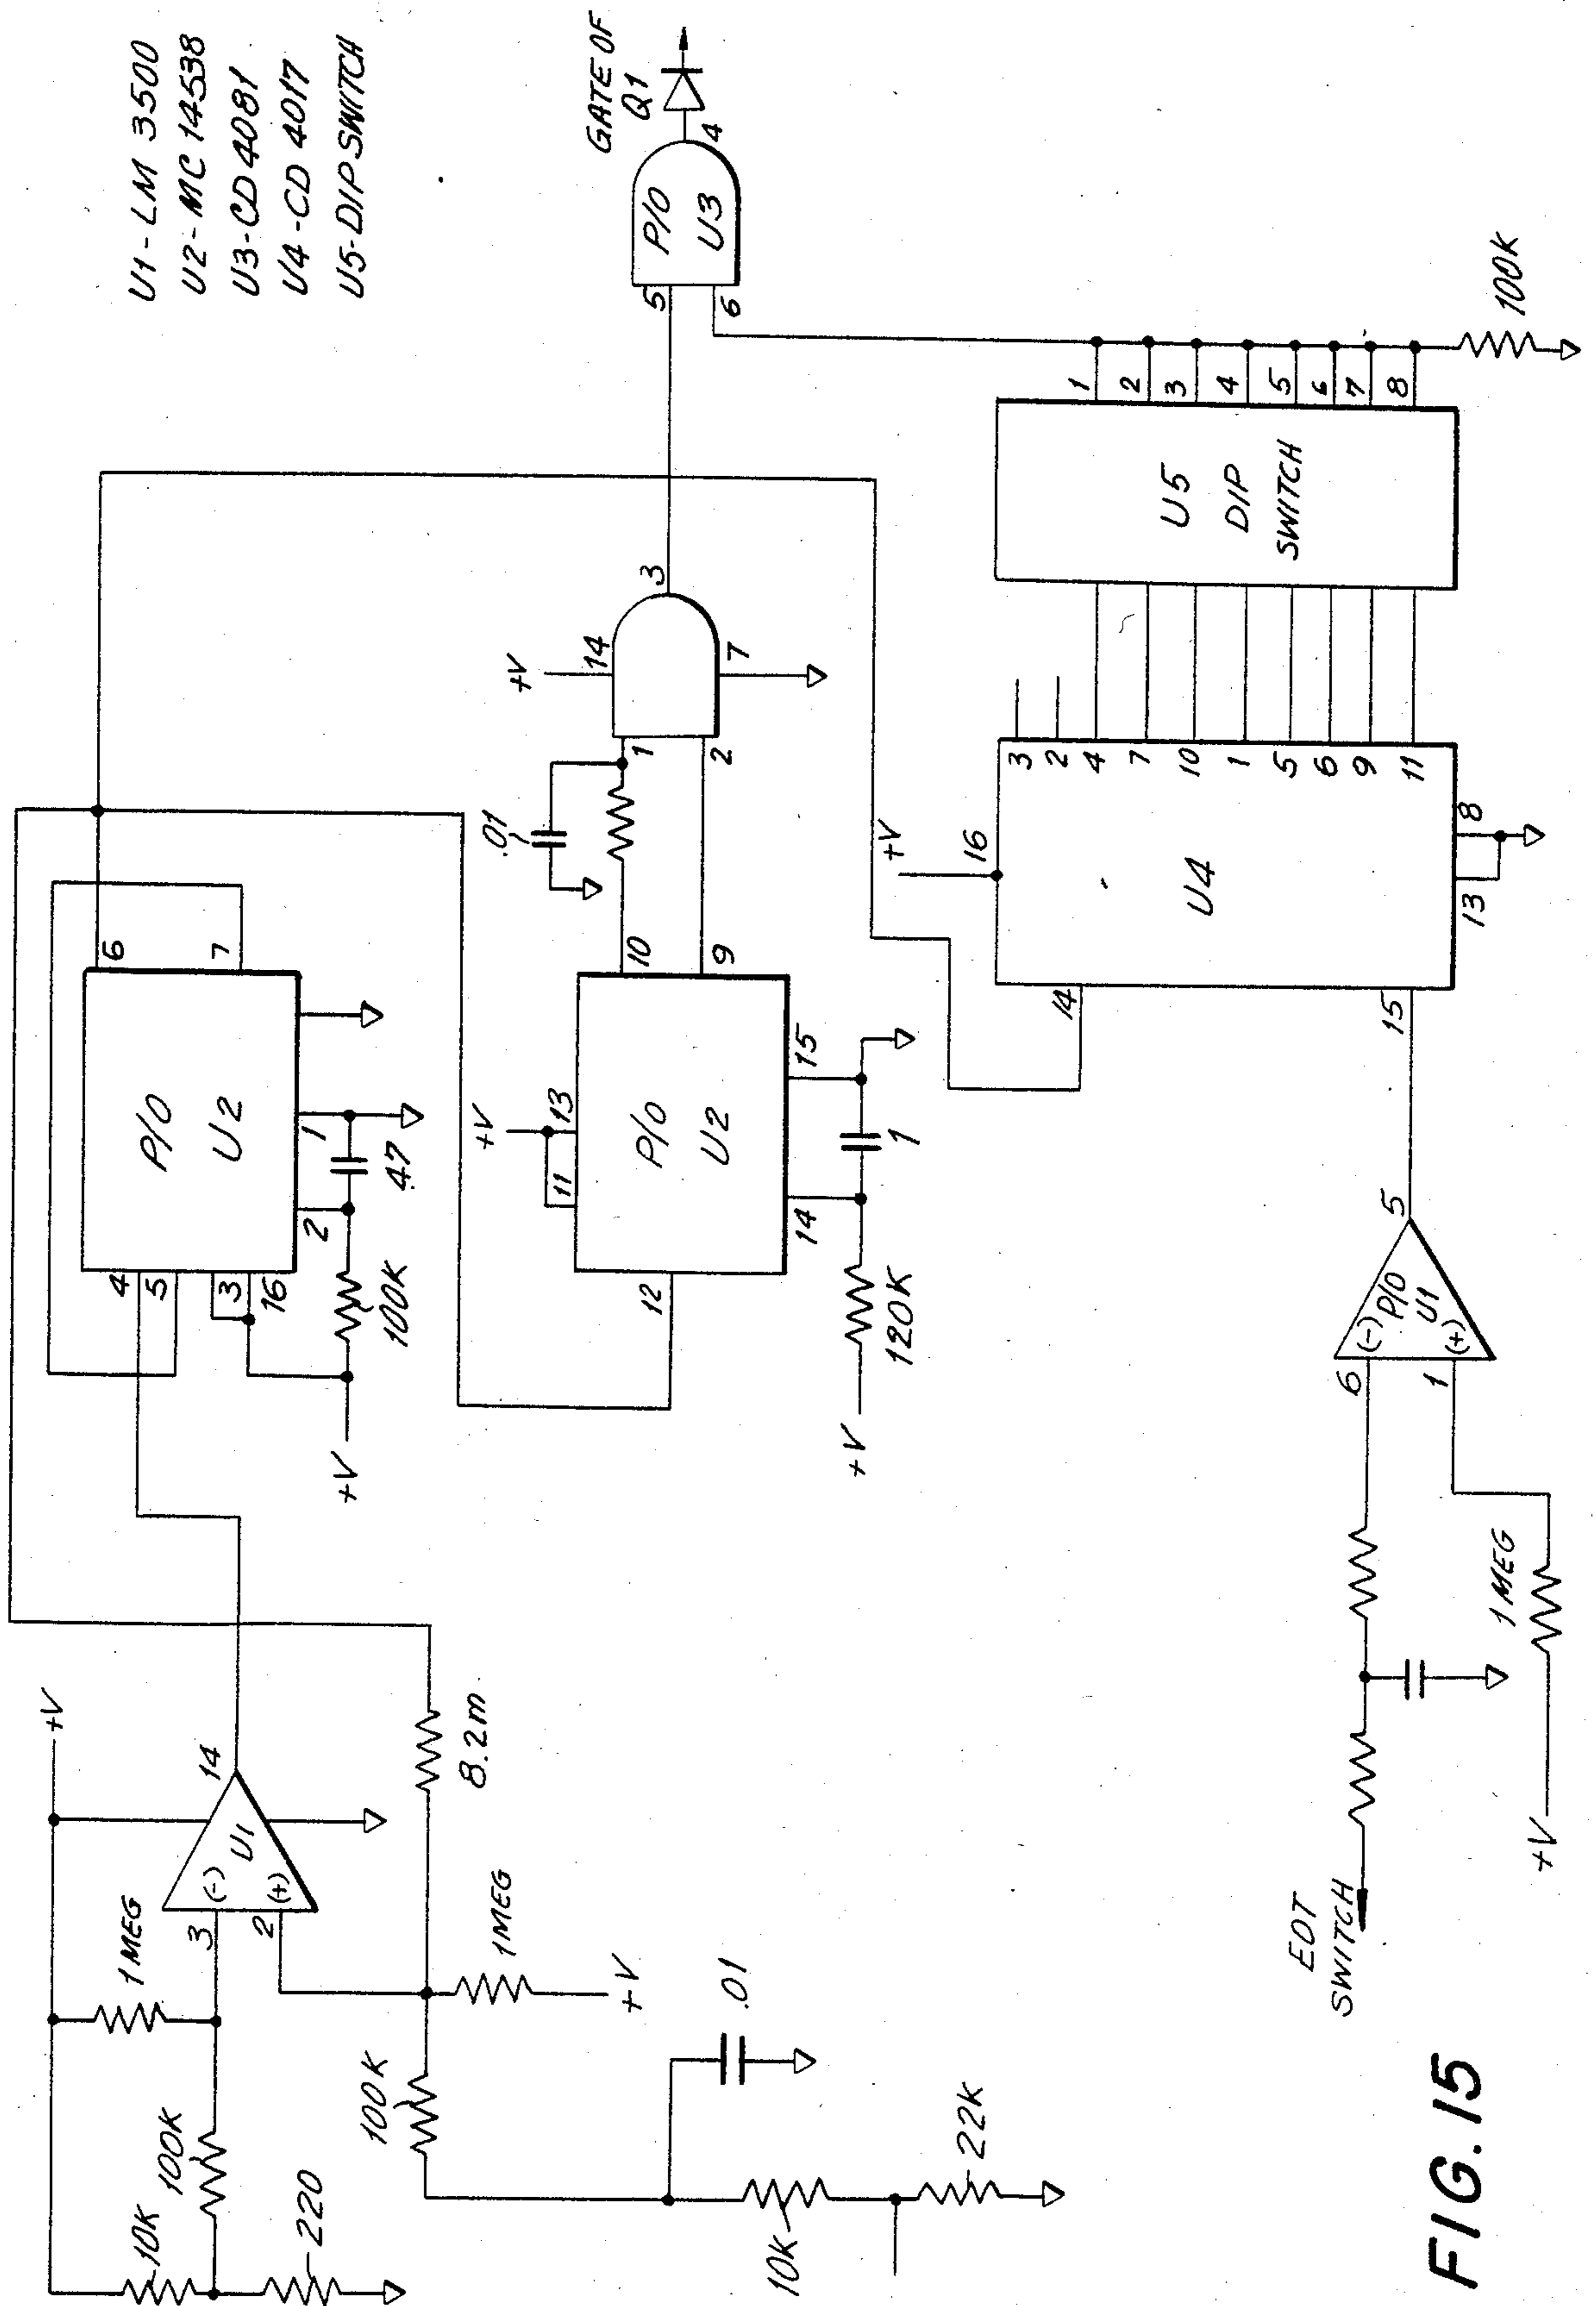 U1-LM 3500
U2-MC 14538
U3-CD 4081
U4-CD 4017
U5-DIP SWITCH
+V
10K
1 MEG
100K
220
3
(-)
U1
2
(+)
14
100K
1 MEG
+V
8.2m
.01
10K
22K
4
5
3
16
P/O
U2
6
7
2
1
.47
100K
+V
+V
13
11
P/O
U2
12
10
9
14
15
1
120K
+V
.01
+V
1
2
14
7
3
5
6
P/O
U3
4
GATE OF
Q1
+V
16
14
15
U4
13
8
3
2
4
7
10
1
5
6
9
11
U5
DIP
SWITCH
1
2
3
4
5
6
7
8
100K
EOT
SWITCH
6
(-)
P/O
U1
1
(+)
5
1 MEG
+V
FIG. 15